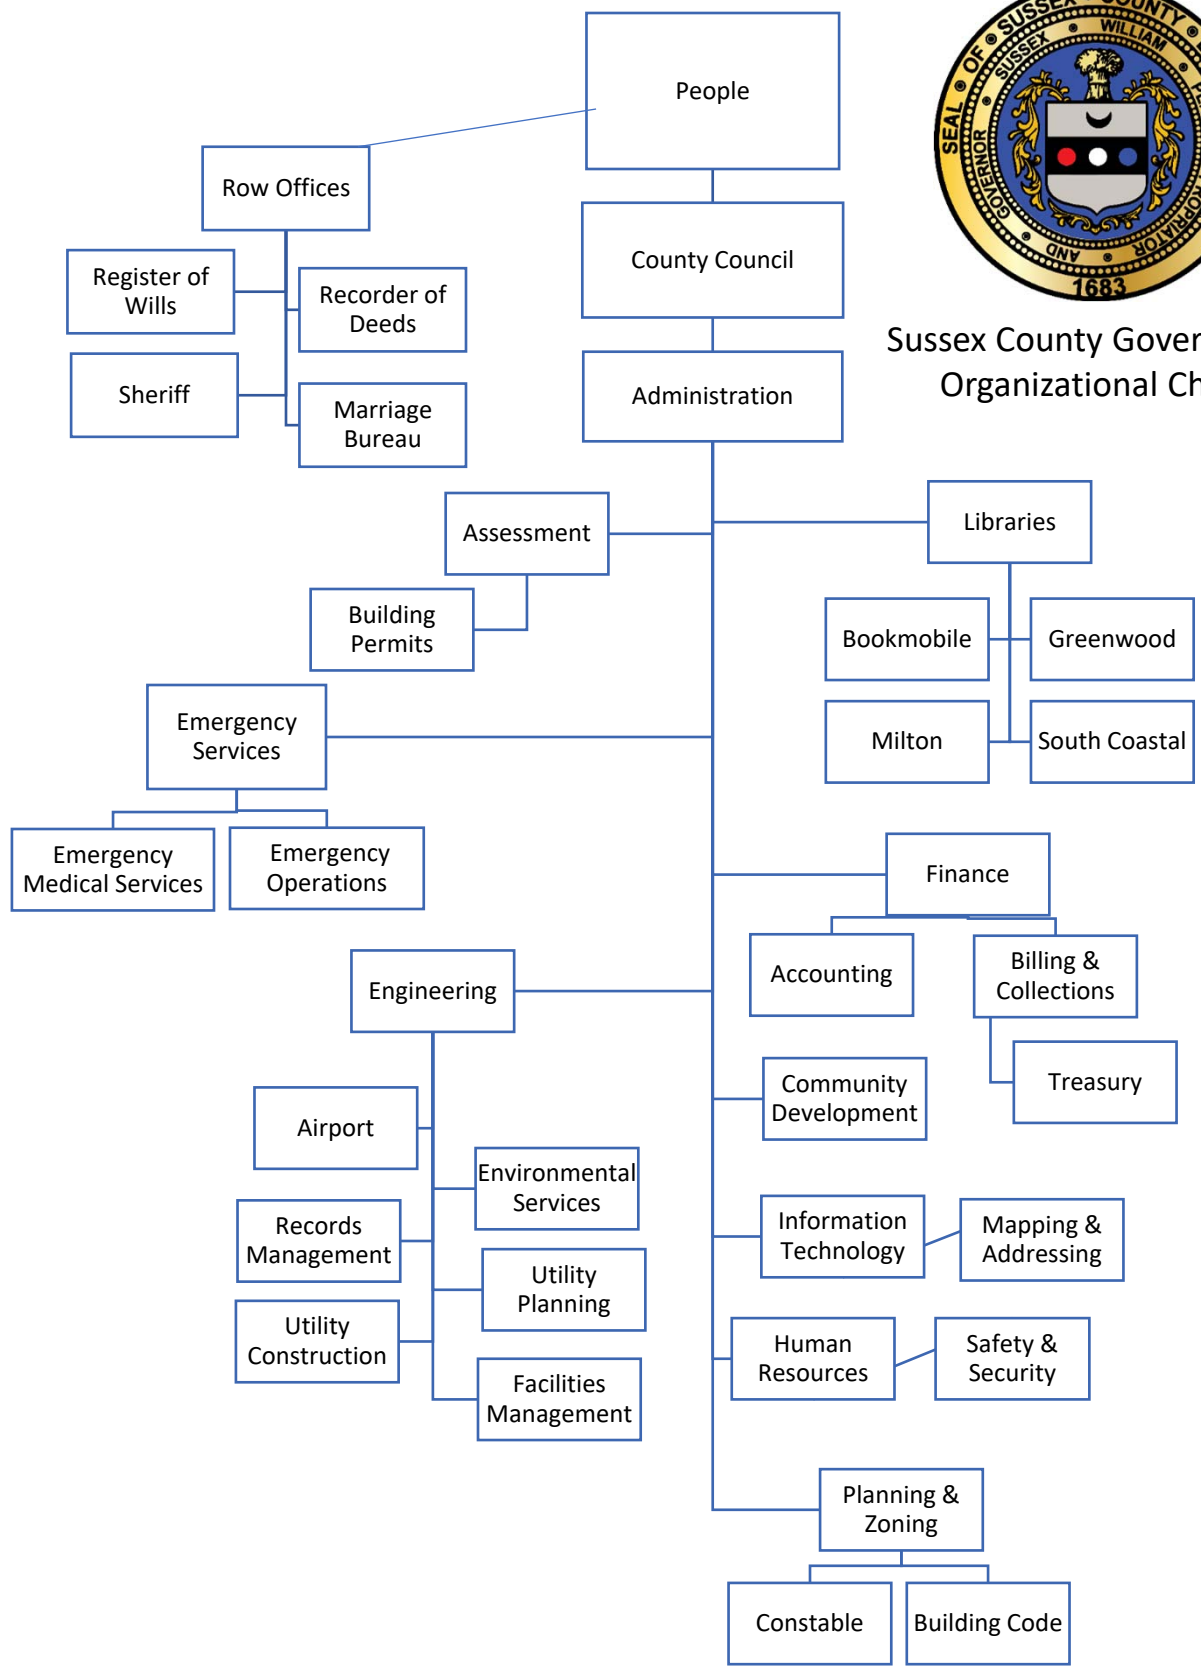 People
SEAL OF SUSSEX COUNTY
GOVERNOR SUSSEX WILLIAM
AND
1683
Sussex County
Organizational
Row Offices
Register of
Wills
Recorder of
Deeds
Sheriff
Marriage
Bureau
County Council
Administration
Assessment
Building
Permits
Libraries
Bookmobile
Greenwood
Milton
South Coastal
Emergency
Services
Emergency
Medical Services
Emergency
Operations
Finance
Accounting
Billing &
Collections
Treasury
Engineering
Airport
Environmental
Services
Records
Management
Utility
Planning
Utility
Construction
Facilities
Management
Community
Development
Information
Technology
Mapping &
Addressing
Human
Resources
Safety &
Security
Planning &
Zoning
Constable
Building Code